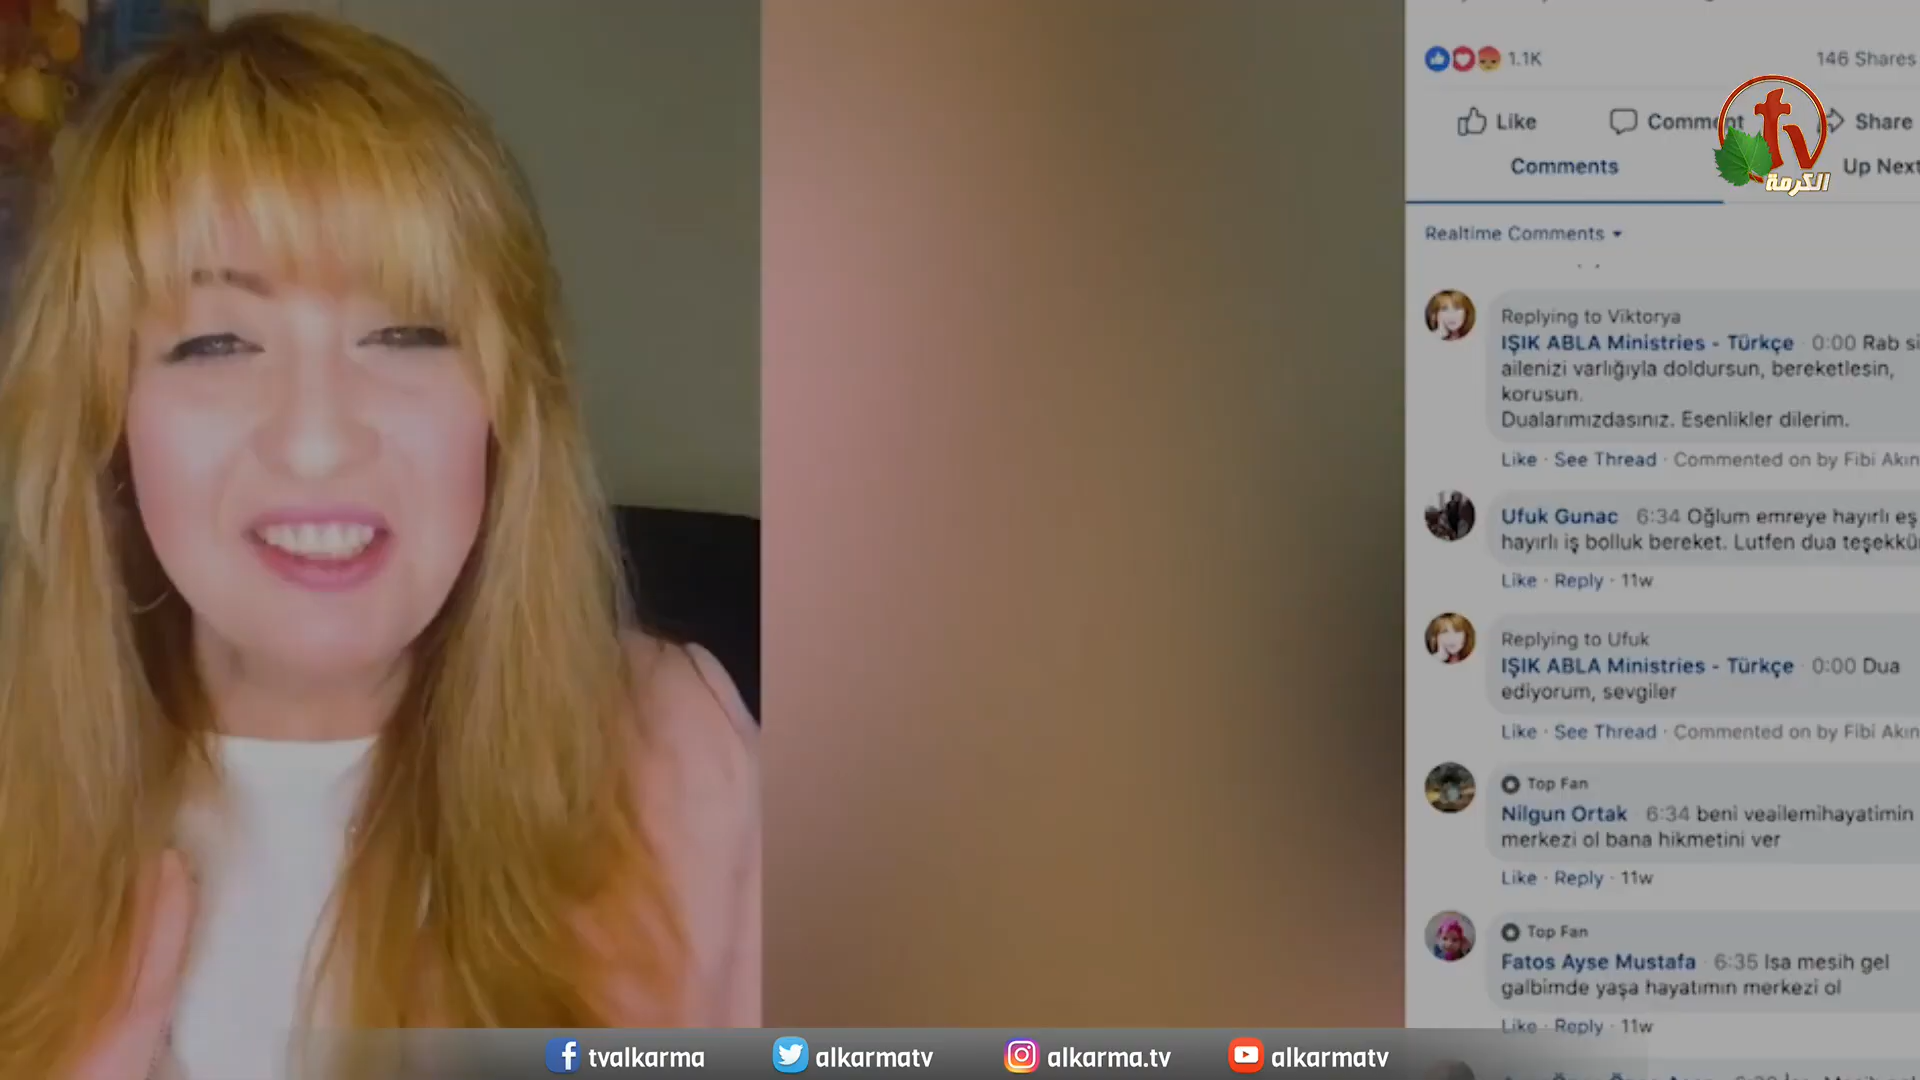 1.1K
146 Shares
Like
Comment
Share
Comments
Up Next
tv
الكرمة
Realtime Comments
Replying to Viktorya
IŞIK ABLA Ministries - Türkçe 0:00 Rab si
ailenizi varlığıyla doldursun, bereketlesin,
korusun.
Dualarımızdasınız. Esenlikler dilerim.
Like · See Thread · Commented on by Fibi Akın
Ufuk Gunac 6:34 Oğlum emreye hayırlı eş
hayırlı iş bolluk bereket. Lutfen dua teşekkü
Like · Reply · 11w
Replying to Ufuk
IŞIK ABLA Ministries - Türkçe · 0:00 Dua
ediyorum, sevgiler
Like · See Thread · Commented on by Fibi Akın
Top Fan
Nilgun Ortak 6:34 beni veailemihayatimin
merkezi ol bana hikmetini ver
Like · Reply · 11w
Top Fan
Fatos Ayse Mustafa · 6:35 Isa mesih gel
galbimde yaşa hayatımın merkezi ol
Like · Reply · 11w
tvalkarma
alkarmatv
alkarma.tv
alkarmatv